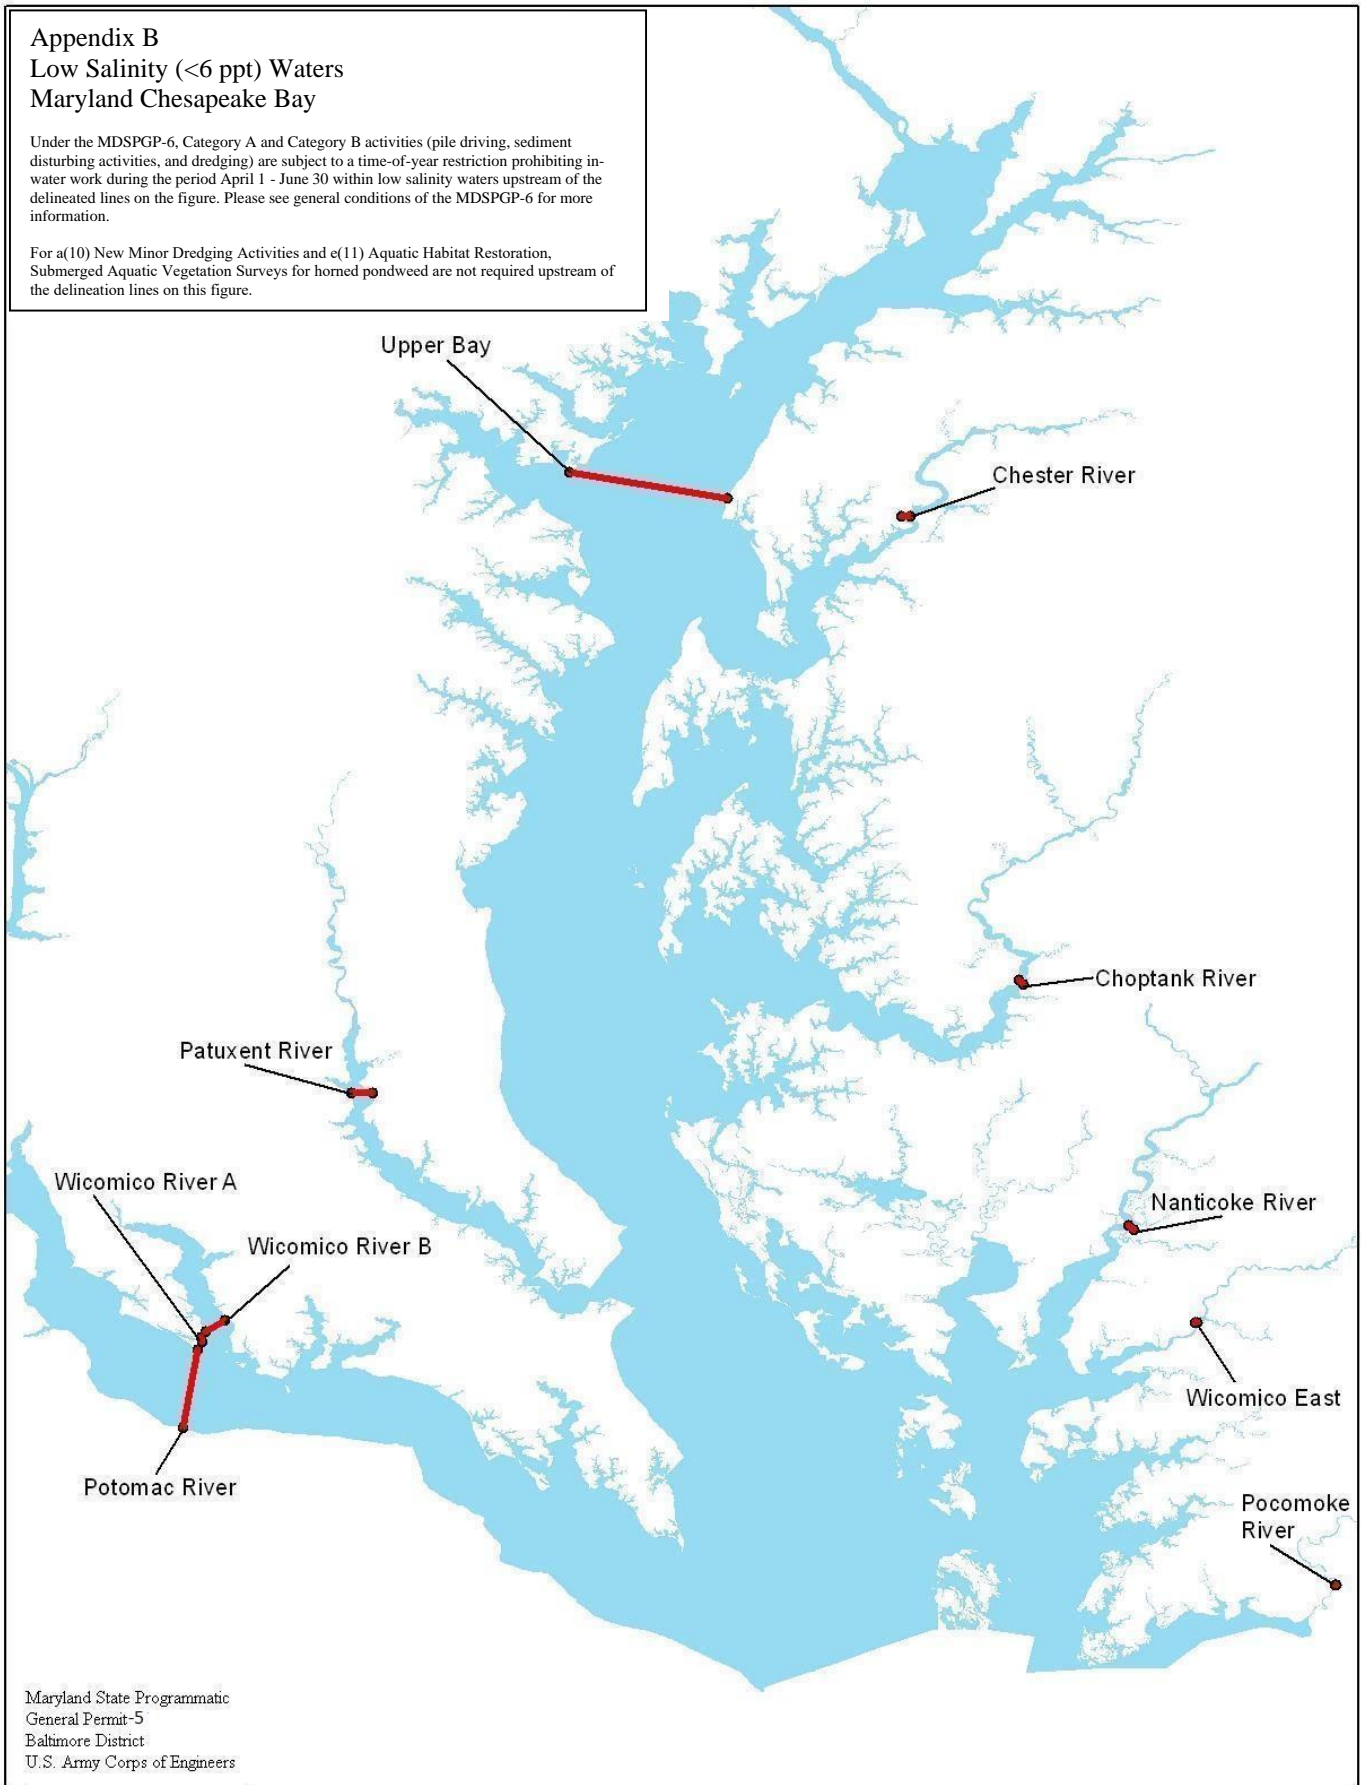 Appendix B
Low Salinity (<6 ppt) Waters
Maryland Chesapeake Bay
Under the MDSPGP-6, Category A and Category B activities (pile driving, sediment
disturbing activities, and dredging) are subject to a time-of-year restriction prohibiting in-
water work during the period April 1 - June 30 within low salinity waters upstream of the
delineated lines on the figure. Please see general conditions of the MDSPGP-6 for more
information.
For a(10) New Minor Dredging Activities and e(11) Aquatic Habitat Restoration,
Submerged Aquatic Vegetation Surveys for horned pondweed are not required upstream of
the delineation lines on this figure.
Upper Bay
Chester River
Choptank River
Patuxent River
Wicomico River A
Nanticoke River
Wicomico River B
Wicomico East
Potomac River
Pocomoke
River
Maryland State Programmatic
General Permit-5
Baltimore District
U.S. Army Corps of Engineers